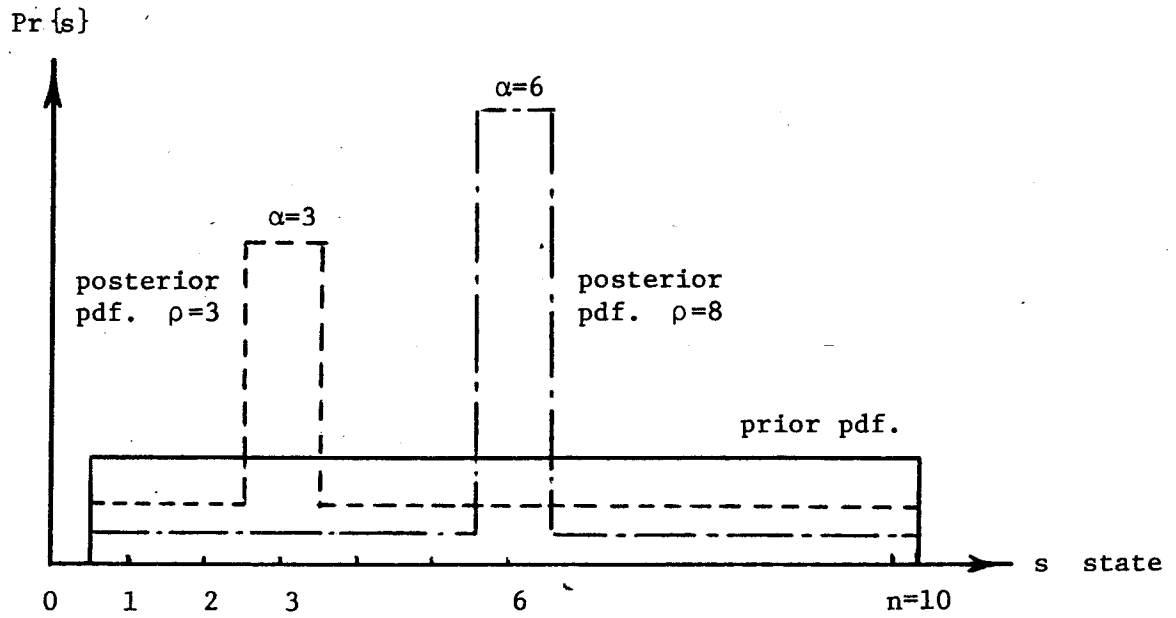 Pr{s}
α=6
α=3
posterior
pdf. ρ=3
posterior
pdf. ρ=8
prior pdf.
s state
0 1 2 3 6 n=10